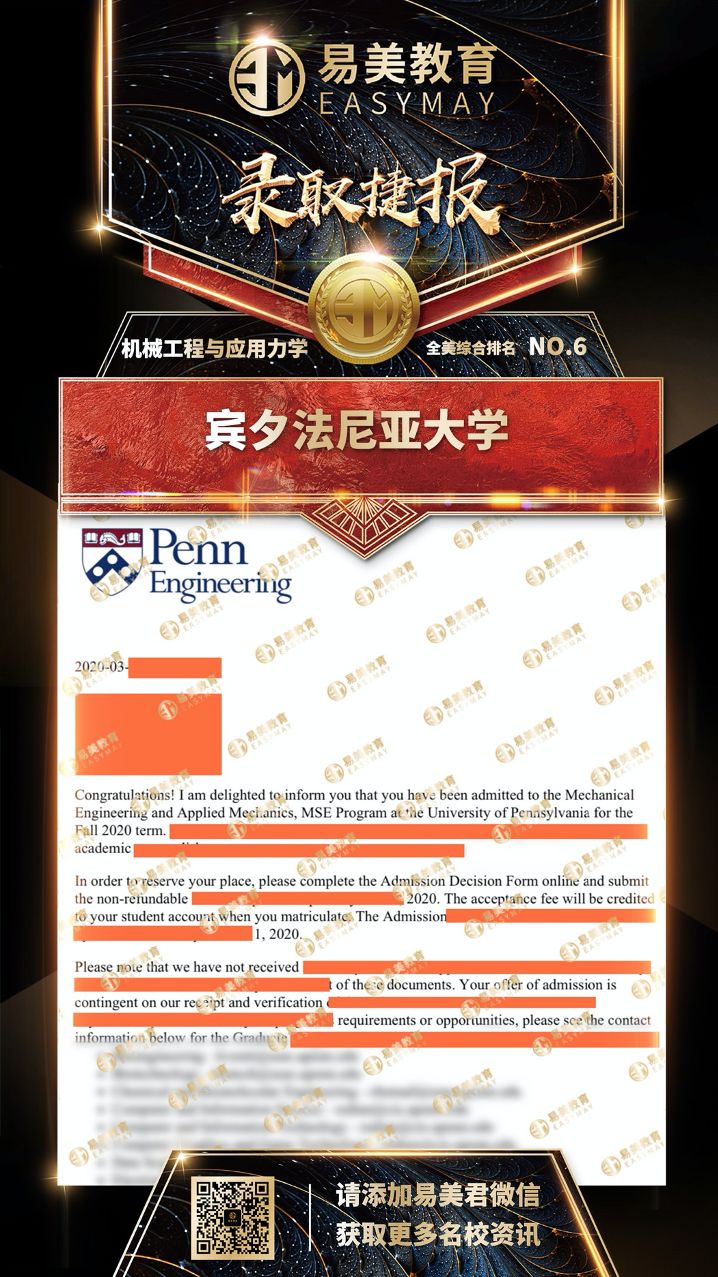 易美教育
EASYMAY
录取捷报
机械工程与应用力学
全美综合排名 NO.6
宾夕法尼亚大学
Penn
Engineering
2020-03-
Congratulations! I am delighted to inform you that you have been admitted to the Mechanical
Engineering and Applied Mechanics, MSE Program at the University of Pennsylvania for the
Fall 2020 term.
academic
In order to reserve your place, please complete the Admission Decision Form online and submit
the non-refundable 2020. The acceptance fee will be credited
to your student account when you matriculate. The Admission
1, 2020.
Please note that we have not received
t of these documents. Your offer of admission is
contingent on our receipt and verification
requirements or opportunities, please see the contact
information below for the Graduate
请添加易美君微信
获取更多名校资讯